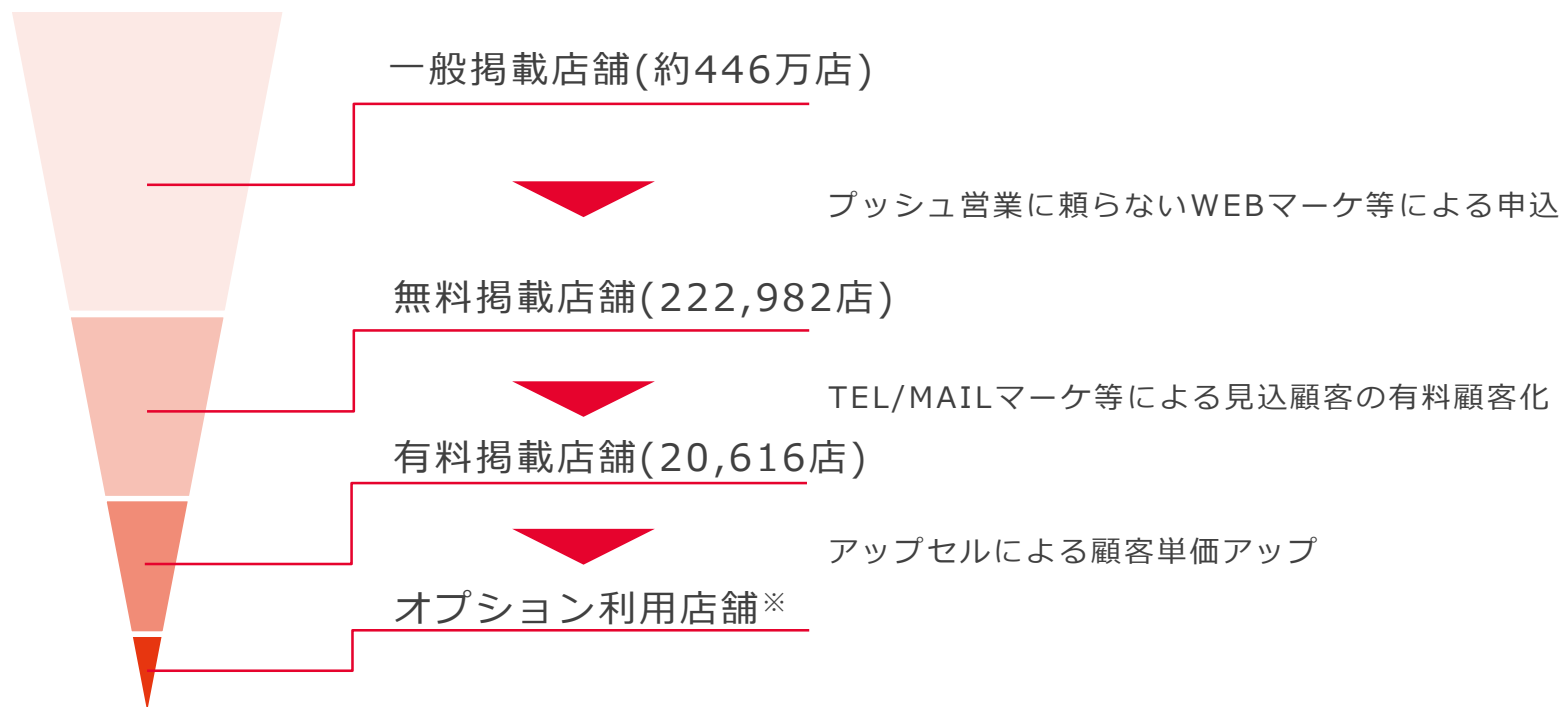 一般掲載店舗(約446万店)
プッシュ営業に頼らないWEBマーケ等による申込
無料掲載店舗(222,982店)
TEL/MAILマーケ等による見込顧客の有料顧客化
有料掲載店舗(20,616店)
アップセルによる顧客単価アップ
オプション利用店舗※